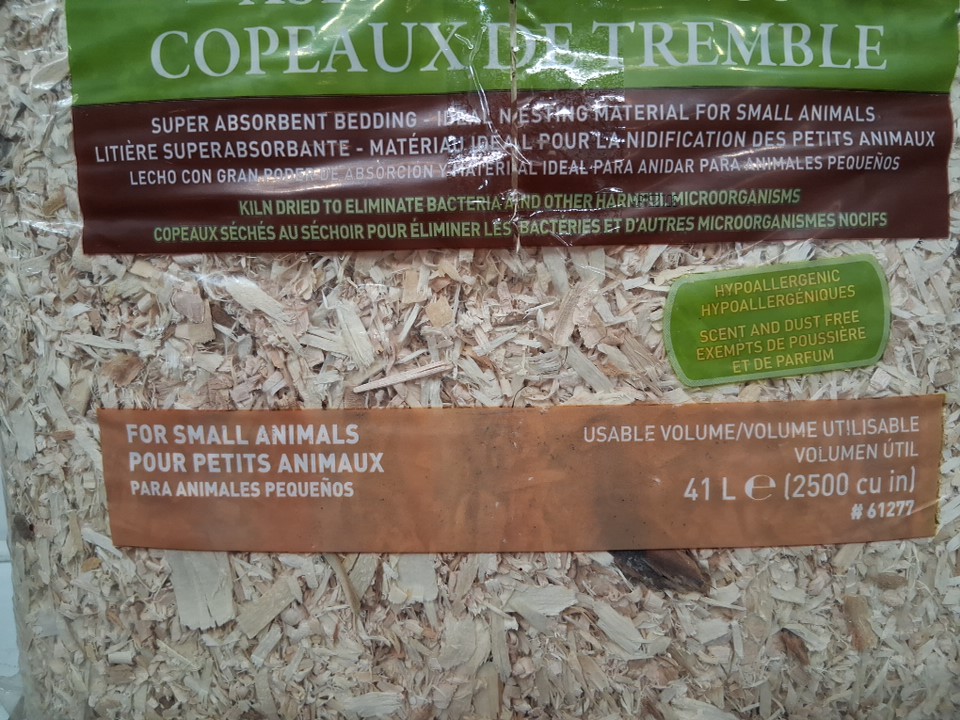 COPEAUX DE TREMBLE
SUPER ABSORBENT BEDDING - IDEAL NESTING MATERIAL FOR SMALL ANIMALS
LITIÈRE SUPERABSORBANTE - MATÉRIAU IDÉAL POUR LA NIDIFICATION DES PETITS ANIMAUX
LECHO CON GRAN PODER DE ABSORCIÓN Y MATERIAL IDEAL PARA ANIDAR PARA ANIMALES PEQUEÑOS
KILN DRIED TO ELIMINATE BACTERIA AND OTHER HARMFUL MICROORGANISMS
COPEAUX SÉCHÉS AU SÉCHOIR POUR ÉLIMINER LES BACTÉRIES ET D'AUTRES MICROORGANISMES NOCIFS
HYPOALLERGENIC
HYPOALLERGÉNIQUES
SCENT AND DUST FREE
EXEMPTS DE POUSSIÈRE
ET DE PARFUM
FOR SMALL ANIMALS
POUR PETITS ANIMAUX
PARA ANIMALES PEQUEÑOS
USABLE VOLUME/VOLUME UTILISABLE
VOLUMEN ÚTIL
41 L ℮ (2500 cu in)
# 61277